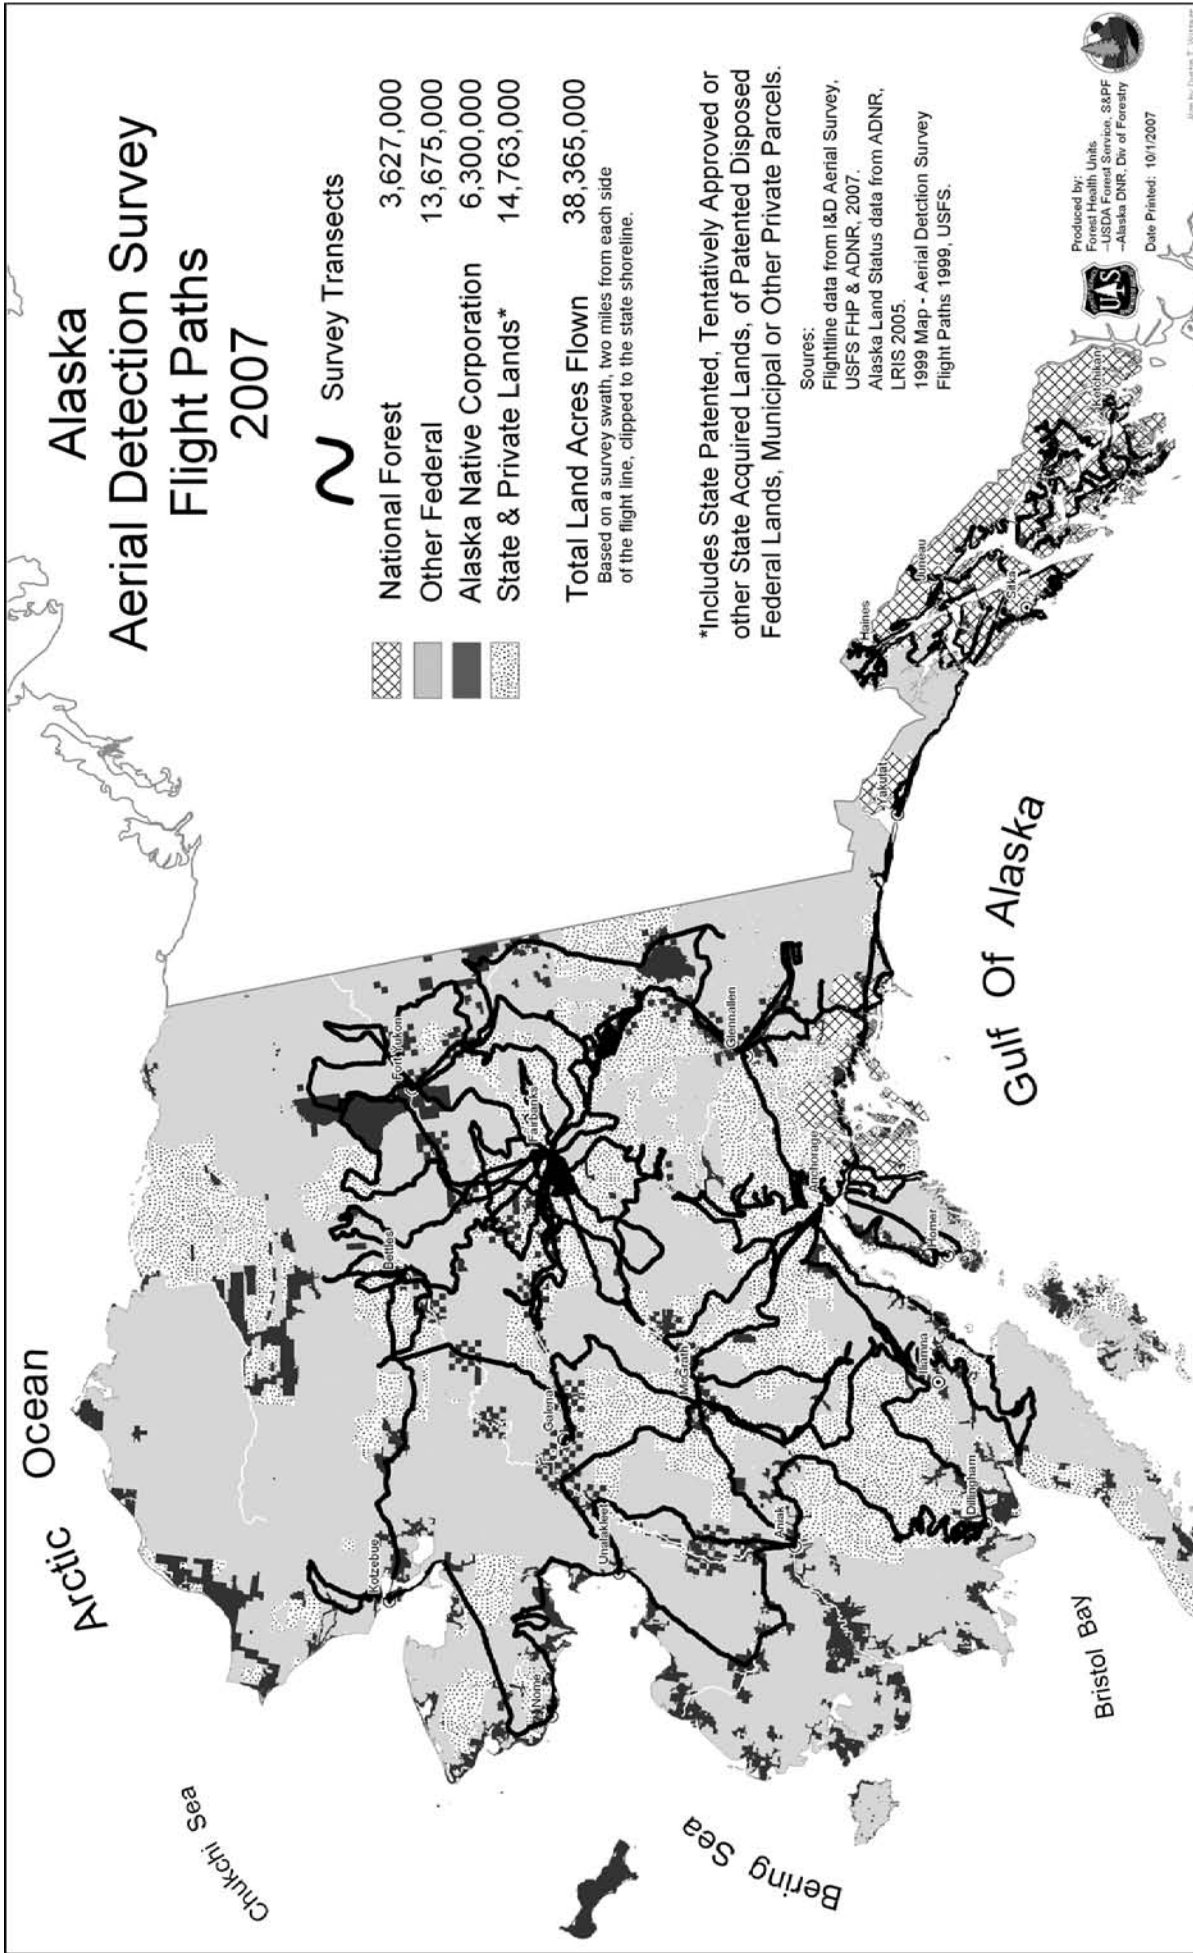 Alaska
Aerial Detection Survey
Flight Paths
2007
Survey Transects
National Forest 3,627,000
Other Federal 13,675,000
Alaska Native Corporation 6,300,000
State & Private Lands* 14,763,000
Total Land Acres Flown 38,365,000
Based on a survey swath, two miles from each side
of the flight line, clipped to the state shoreline.
*Includes State Patented, Tentatively Approved or
other State Acquired Lands, of Patented Disposed
Federal Lands, Municipal or Other Private Parcels.
Soures:
Flightline data from I&D Aerial Survey,
USFS FHP & ADNR, 2007.
Alaska Land Status data from ADNR,
LRIS 2005.
1999 Map - Aerial Detction Survey
Flight Paths 1999, USFS.
Produced by:
Forest Health Units
--USDA Forest Service, S&PF
--Alaska DNR, Div of Forestry
Date Printed: 10/1/2007
UAS
Arctic Ocean
Chukchi Sea
Bering Sea
Bristol Bay
Gulf Of Alaska
Kotzebue
Nome
Unalakleet
Galena
Bettles
Fort Yukon
Fairbanks
McGrath
Aniak
Dillingham
Iliamna
Homer
Anchorage
Glennallen
Yakutat
Haines
Juneau
Sitka
Ketchikan